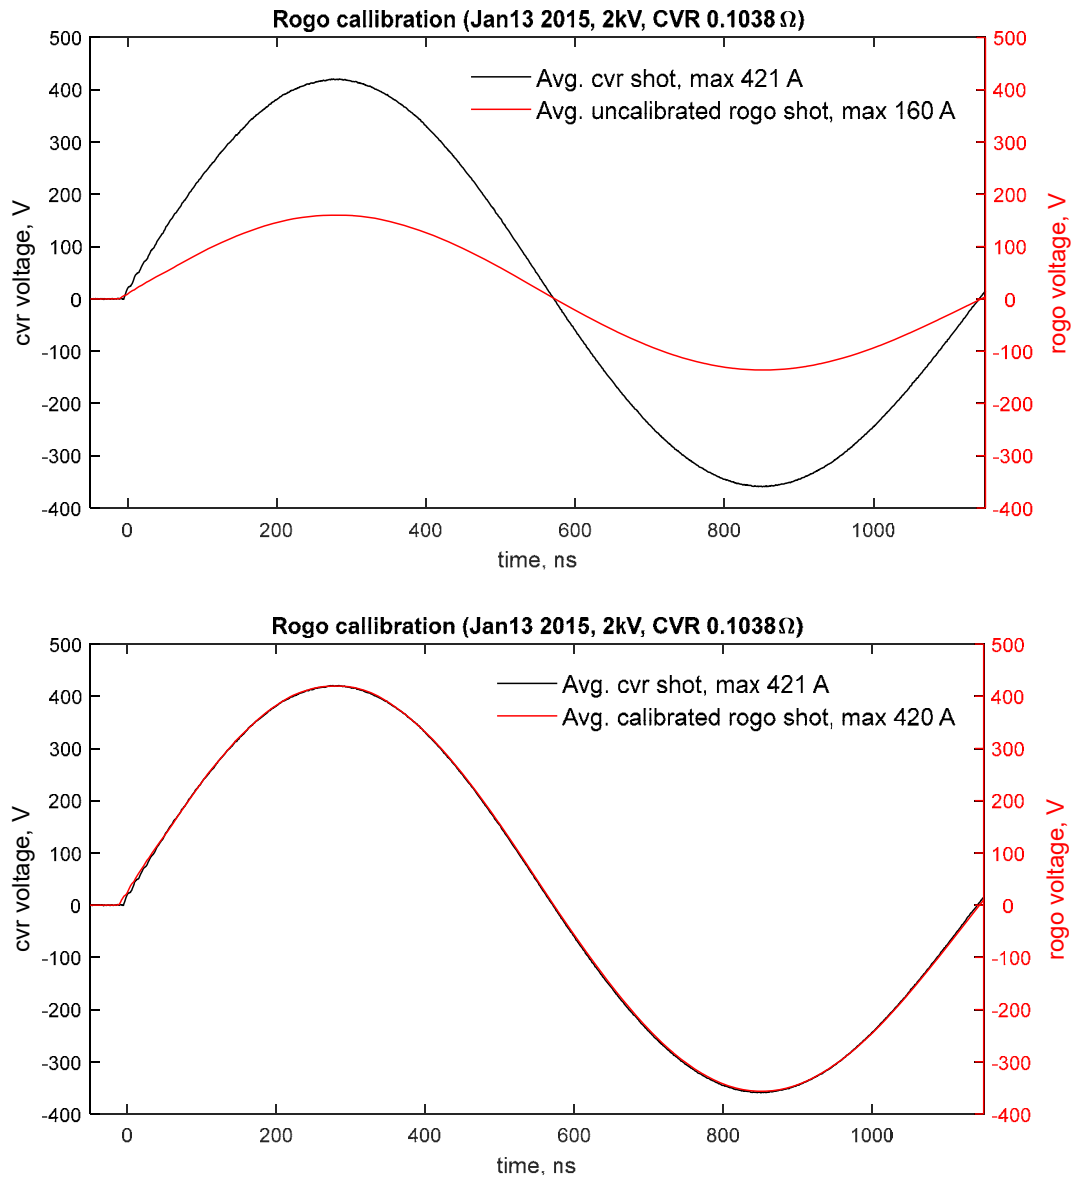 Rogo callibration (Jan13 2015, 2kV, CVR 0.1038Ω)
Avg. cvr shot, max 421 A
Avg. uncalibrated rogo shot, max 160 A
500
400
300
200
100
0
-100
-200
-300
-400
cvr voltage, V
500
400
300
200
100
0
-100
-200
-300
-400
rogo voltage, V
0 200 400 600 800 1000
time, ns
Rogo callibration (Jan13 2015, 2kV, CVR 0.1038Ω)
Avg. cvr shot, max 421 A
Avg. calibrated rogo shot, max 420 A
500
400
300
200
100
0
-100
-200
-300
-400
cvr voltage, V
500
400
300
200
100
0
-100
-200
-300
-400
rogo voltage, V
0 200 400 600 800 1000
time, ns